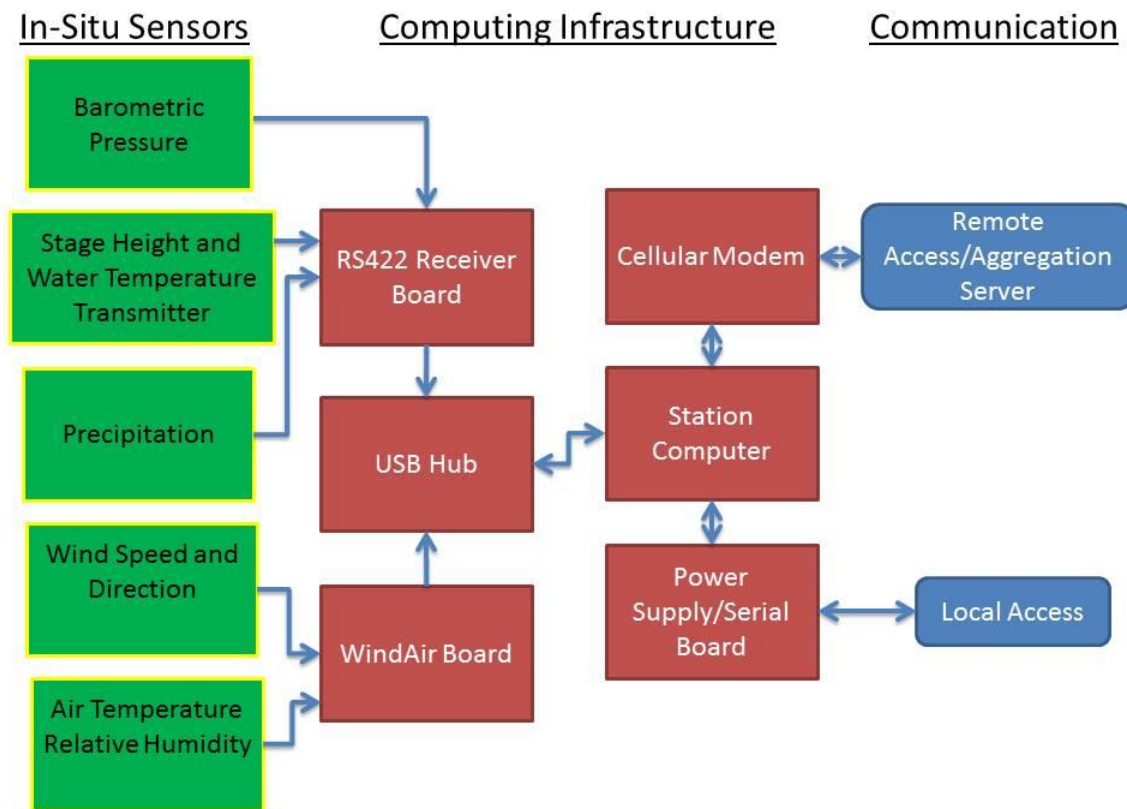 In-Situ Sensors
Computing Infrastructure
Communication
Barometric
Pressure
Stage Height and
Water Temperature
Transmitter
Precipitation
Wind Speed and
Direction
Air Temperature
Relative Humidity
RS422 Receiver
Board
USB Hub
WindAir Board
Cellular Modem
Station
Computer
Power
Supply/Serial
Board
Remote
Access/Aggregation
Server
Local Access